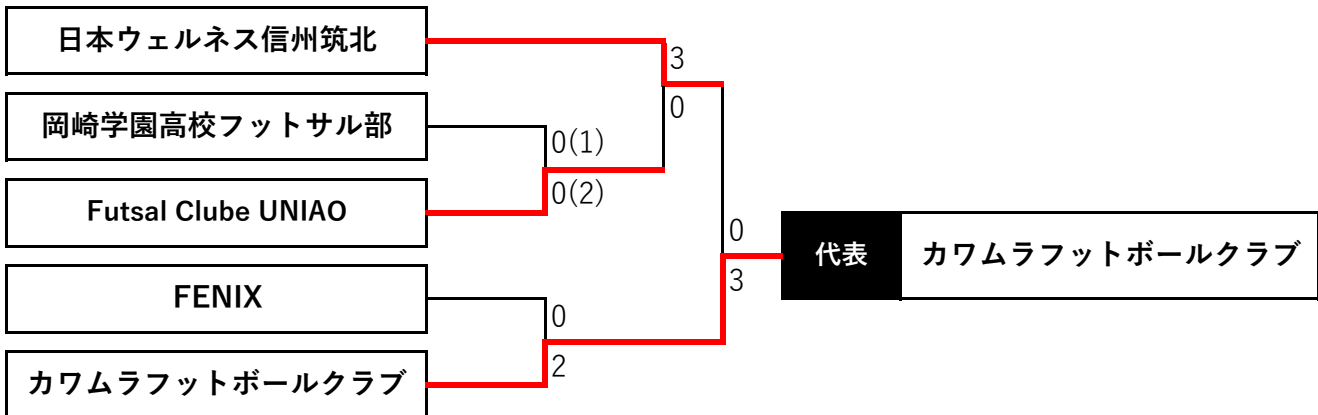 日本ウェルネス信州筑北
3
0
岡崎学園高校フットサル部
0(1)
0(2)
Futsal Clube UNIAO
0
3
代表
カワムラフットボールクラブ
FENIX
0
2
カワムラフットボールクラブ